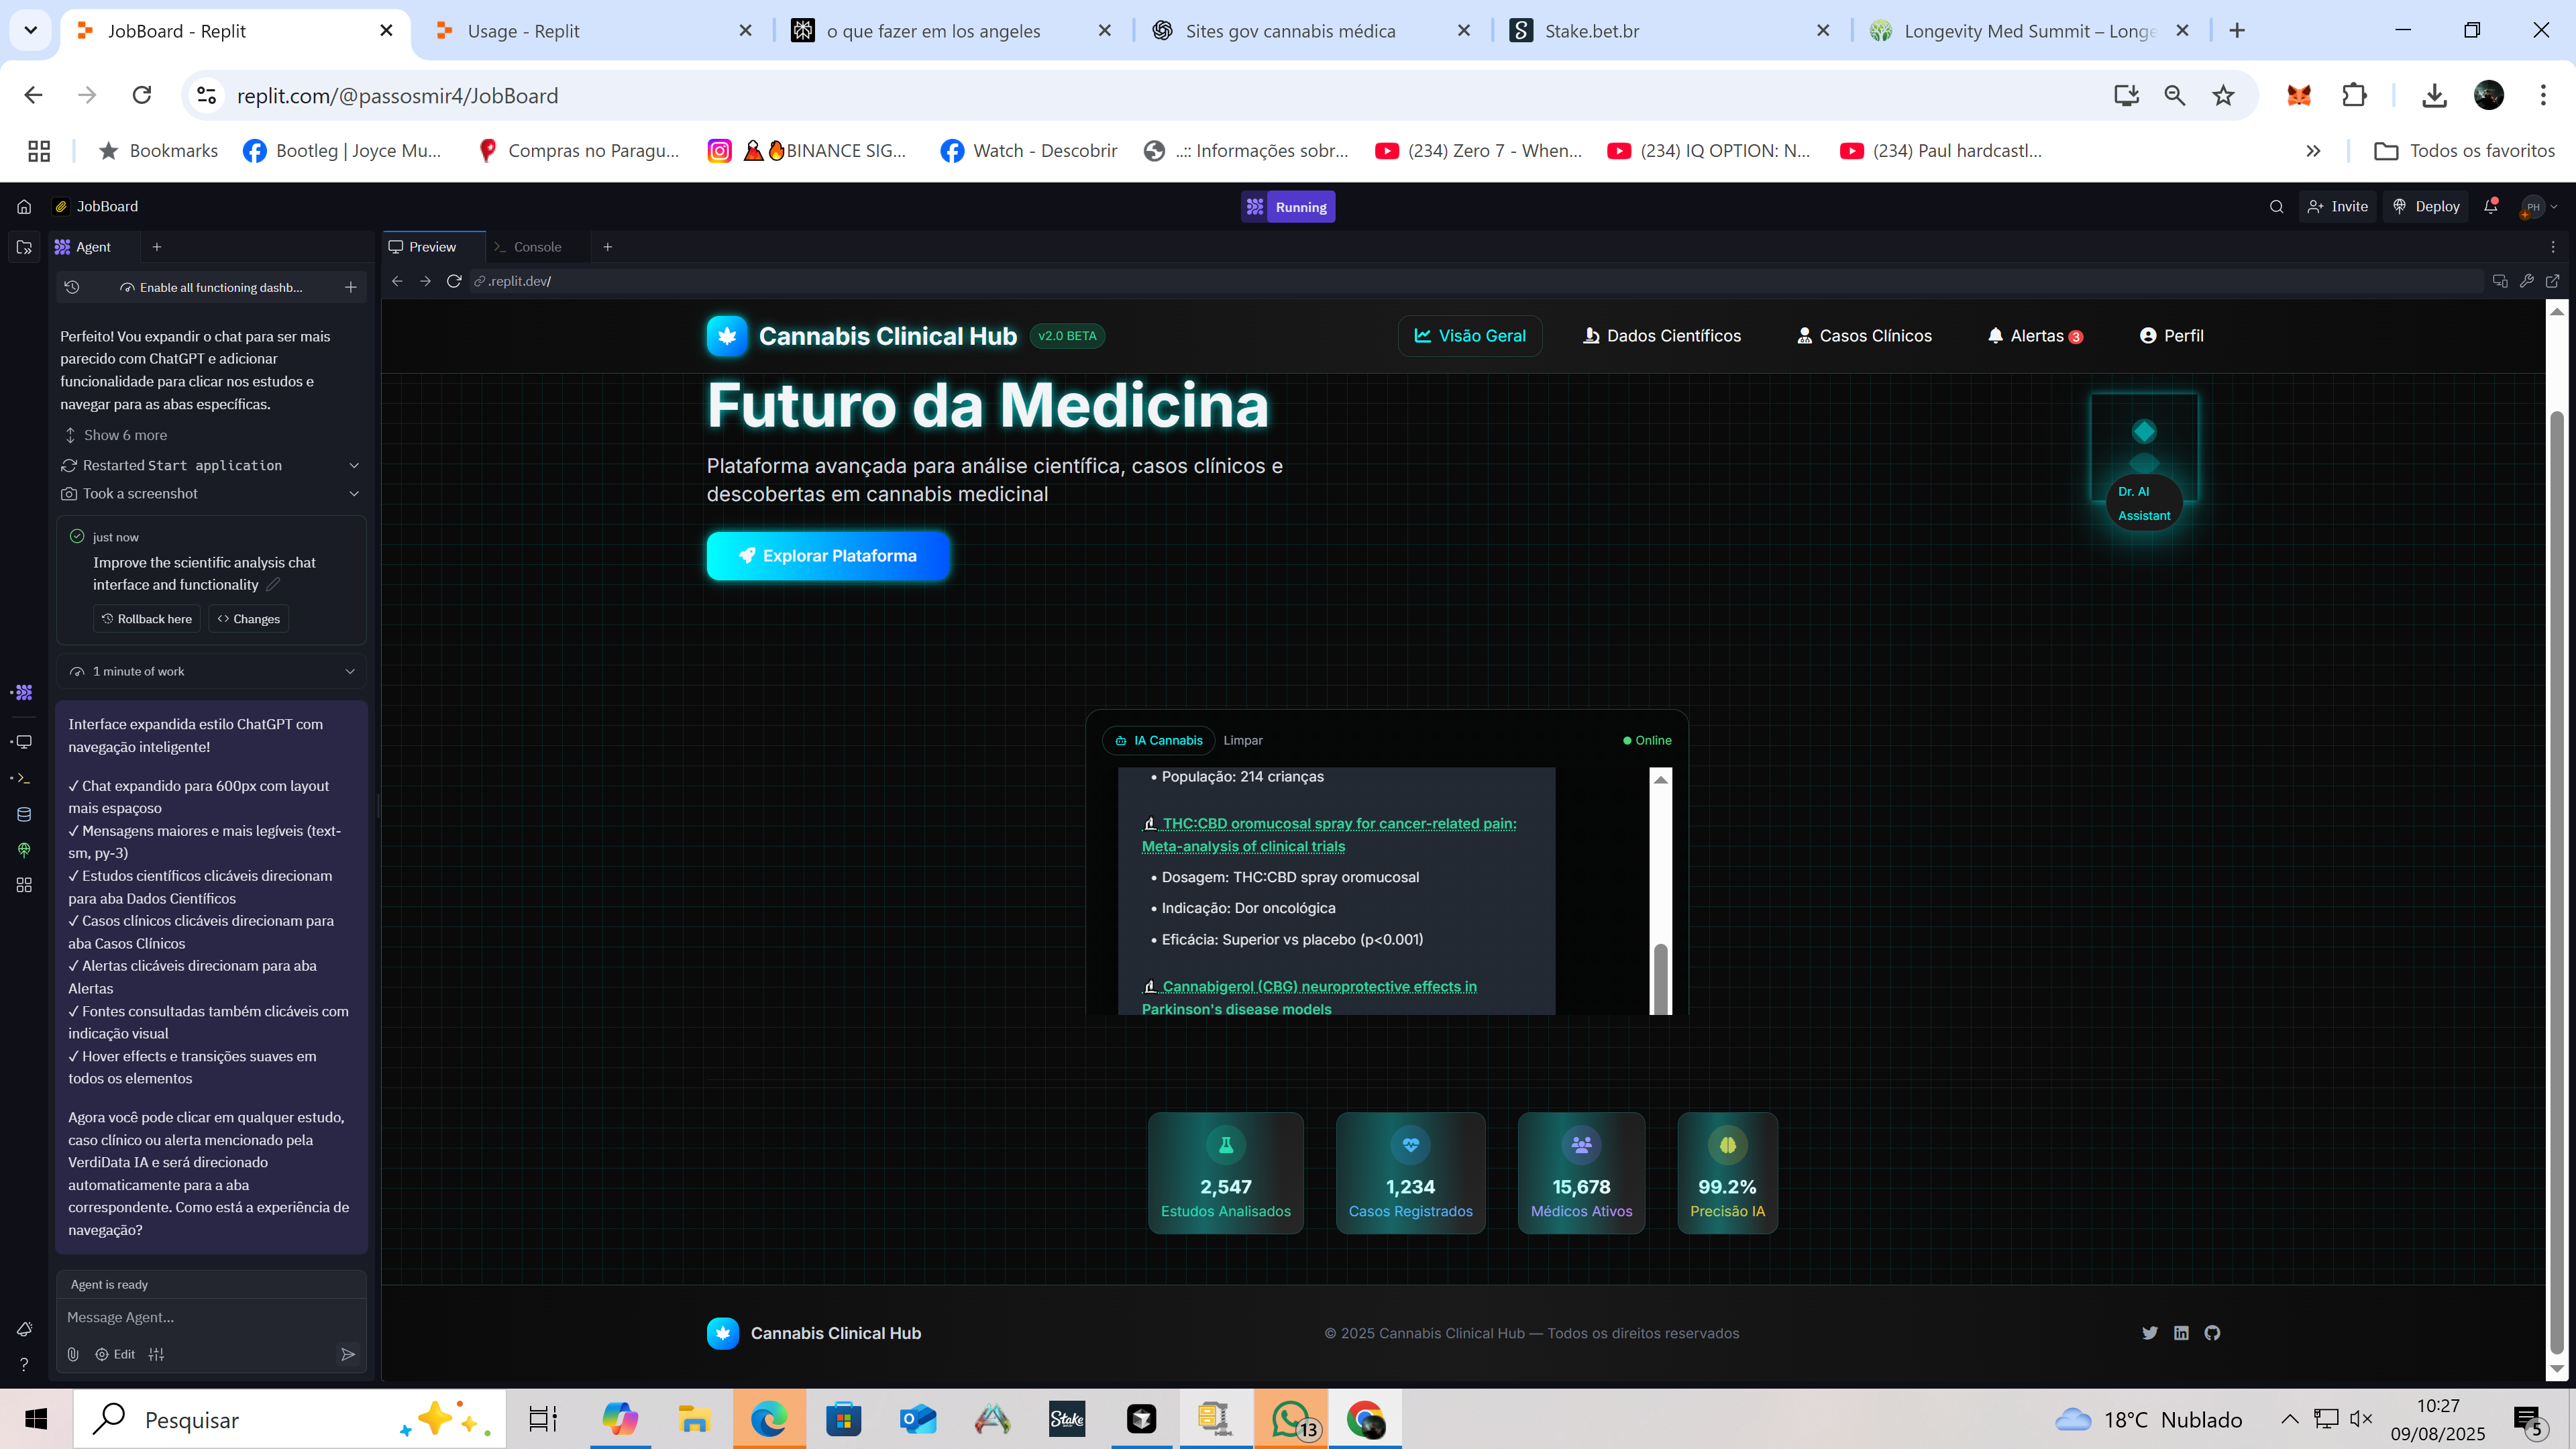 JobBoard - Replit
Usage - Replit
o que fazer em los angeles
Sites gov cannabis médica
Stake.bet.br
Longevity Med Summit – Longe
replit.com/@passosmir4/JobBoard
Bookmarks
Bootleg | Joyce Mu...
Compras no Paragu...
BINANCE SIG...
Watch - Descobrir
..:: Informações sobr...
(234) Zero 7 - When...
(234) IQ OPTION: N...
(234) Paul hardcastl...
Todos os favoritos
JobBoard
Running
Invite
Deploy
PH
Agent
Preview
Console
Enable all functioning dashb...
.replit.dev/
Perfeito! Vou expandir o chat para ser mais
parecido com ChatGPT e adicionar
funcionalidade para clicar nos estudos e
navegar para as abas específicas.
Show 6 more
Restarted Start application
Took a screenshot
just now
Improve the scientific analysis chat
interface and functionality
Rollback here
Changes
1 minute of work
Interface expandida estilo ChatGPT com
navegação inteligente!
✓ Chat expandido para 600px com layout
mais espaçoso
✓ Mensagens maiores e mais legíveis (text-
sm, py-3)
✓ Estudos científicos clicáveis direcionam
para aba Dados Científicos
✓ Casos clínicos clicáveis direcionam para
aba Casos Clínicos
✓ Alertas clicáveis direcionam para aba
Alertas
✓ Fontes consultadas também clicáveis com
indicação visual
✓ Hover effects e transições suaves em
todos os elementos
Agora você pode clicar em qualquer estudo,
caso clínico ou alerta mencionado pela
VerdiData IA e será direcionado
automaticamente para a aba
correspondente. Como está a experiência de
navegação?
Agent is ready
Message Agent...
Edit
Cannabis Clinical Hub
v2.0 BETA
Visão Geral
Dados Científicos
Casos Clínicos
Alertas 3
Perfil
Futuro da Medicina
Plataforma avançada para análise científica, casos clínicos e
descobertas em cannabis medicinal
Explorar Plataforma
Dr. AI
Assistant
IA Cannabis
Limpar
Online
• População: 214 crianças
THC:CBD oromucosal spray for cancer-related pain:
Meta-analysis of clinical trials
• Dosagem: THC:CBD spray oromucosal
• Indicação: Dor oncológica
• Eficácia: Superior vs placebo (p<0.001)
Cannabigerol (CBG) neuroprotective effects in
Parkinson's disease models
2,547
Estudos Analisados
1,234
Casos Registrados
15,678
Médicos Ativos
99.2%
Precisão IA
Cannabis Clinical Hub
© 2025 Cannabis Clinical Hub — Todos os direitos reservados
Pesquisar
Stake
13
18°C Nublado
10:27
09/08/2025
5